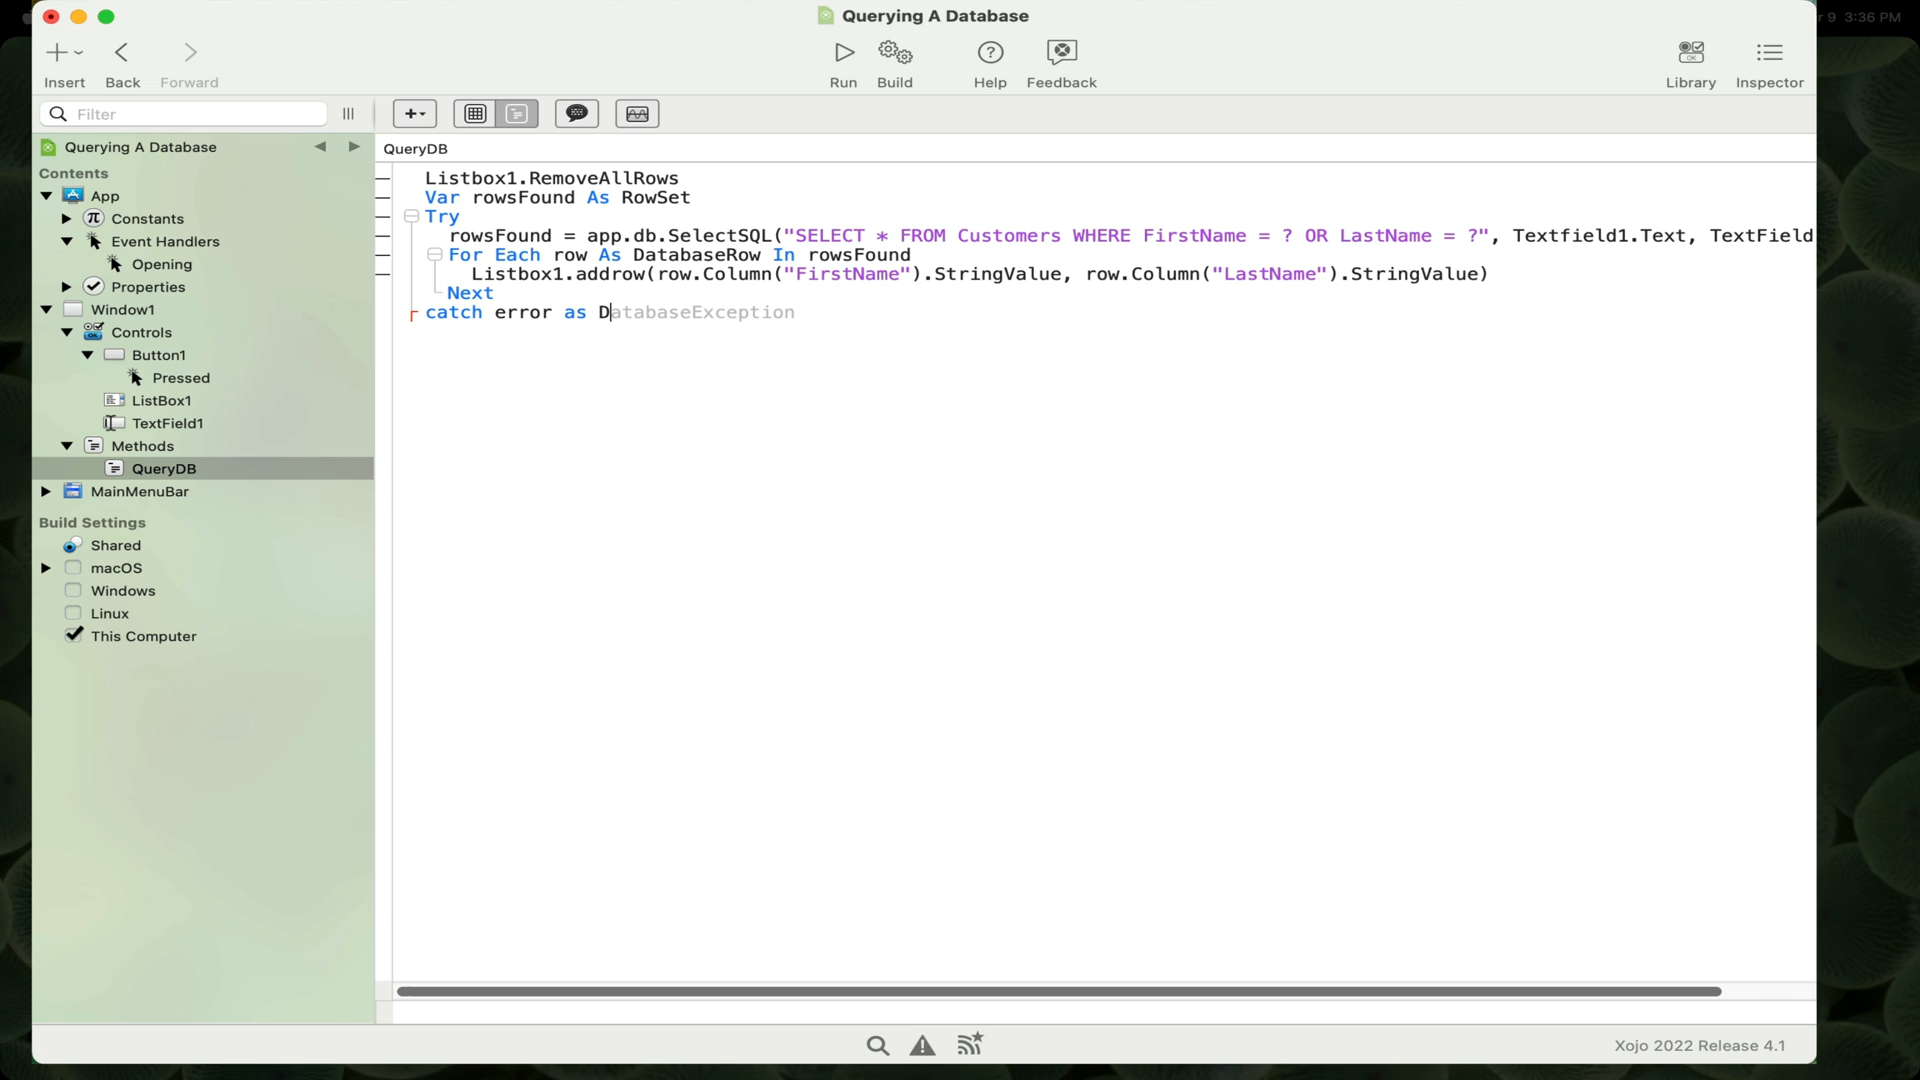 Querying A Database
r 9 3:36 PM
Insert
Back
Forward
Run
Build
Help
Feedback
Library
Inspector
Filter
Querying A Database
QueryDB
Contents
App
Constants
Event Handlers
Opening
Properties
Window1
Controls
Button1
Pressed
ListBox1
TextField1
Methods
QueryDB
MainMenuBar
Build Settings
Shared
macOS
Windows
Linux
This Computer
Listbox1.RemoveAllRows
Var rowsFound As RowSet
Try
rowsFound = app.db.SelectSQL("SELECT * FROM Customers WHERE FirstName = ? OR LastName = ?", Textfield1.Text, TextField
For Each row As DatabaseRow In rowsFound
Listbox1.addrow(row.Column("FirstName").StringValue, row.Column("LastName").StringValue)
Next
catch error as DatabaseException
Xojo 2022 Release 4.1